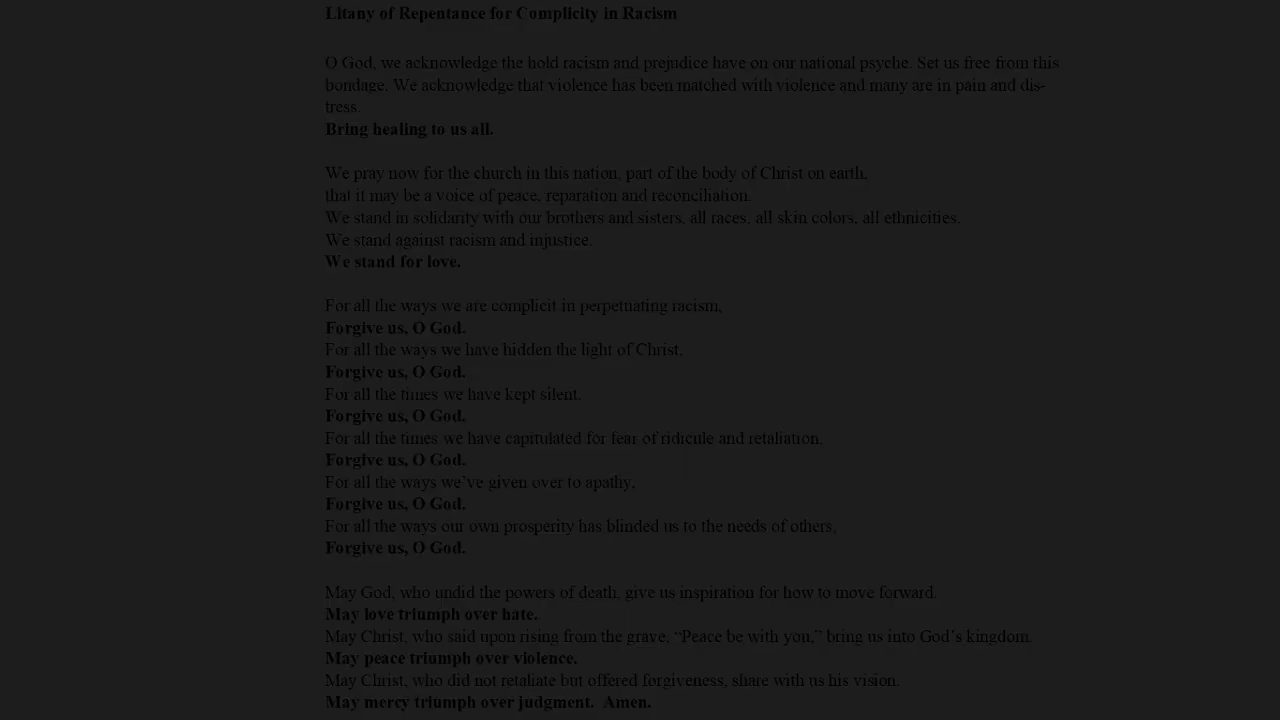 Litany of Repentance for Complicity in Racism
O God, we acknowledge the hold racism and prejudice have on our national psyche. Set us free from this
bondage. We acknowledge that violence has been matched with violence and many are in pain and dis-
tress.
Bring healing to us all.
We pray now for the church in this nation, part of the body of Christ on earth,
that it may be a voice of peace, reparation and reconciliation.
We stand in solidarity with our brothers and sisters, all races, all skin colors, all ethnicities.
We stand against racism and injustice.
We stand for love.
For all the ways we are complicit in perpetuating racism,
Forgive us, O God.
For all the ways we have hidden the light of Christ.
Forgive us, O God.
For all the times we have kept silent.
Forgive us, O God.
For all the times we have capitulated for fear of ridicule and retaliation,
Forgive us, O God.
For all the ways we've given over to apathy,
Forgive us, O God.
For all the ways our own prosperity has blinded us to the needs of others,
Forgive us, O God.
May God, who undid the powers of death, give us inspiration for how to move forward.
May love triumph over hate.
May Christ, who said upon rising from the grave, “Peace be with you,” bring us into God’s kingdom.
May peace triumph over violence.
May Christ, who did not retaliate but offered forgiveness, share with us his vision.
May mercy triumph over judgment.  Amen.